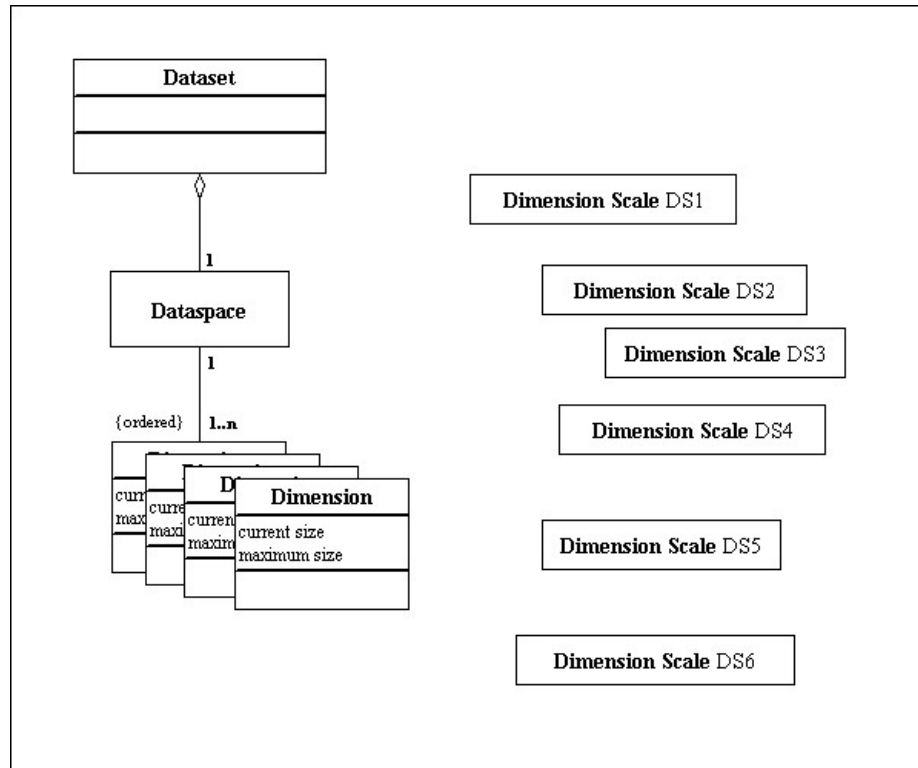 Dataset
Dimension Scale DS1
1
Dimension Scale DS2
Dataspace
Dimension Scale DS3
1
{ordered}
1..n
Dimension Scale DS4
Dimension
current size
maximum size
current
Dimension Scale DS5
Dimension Scale DS6